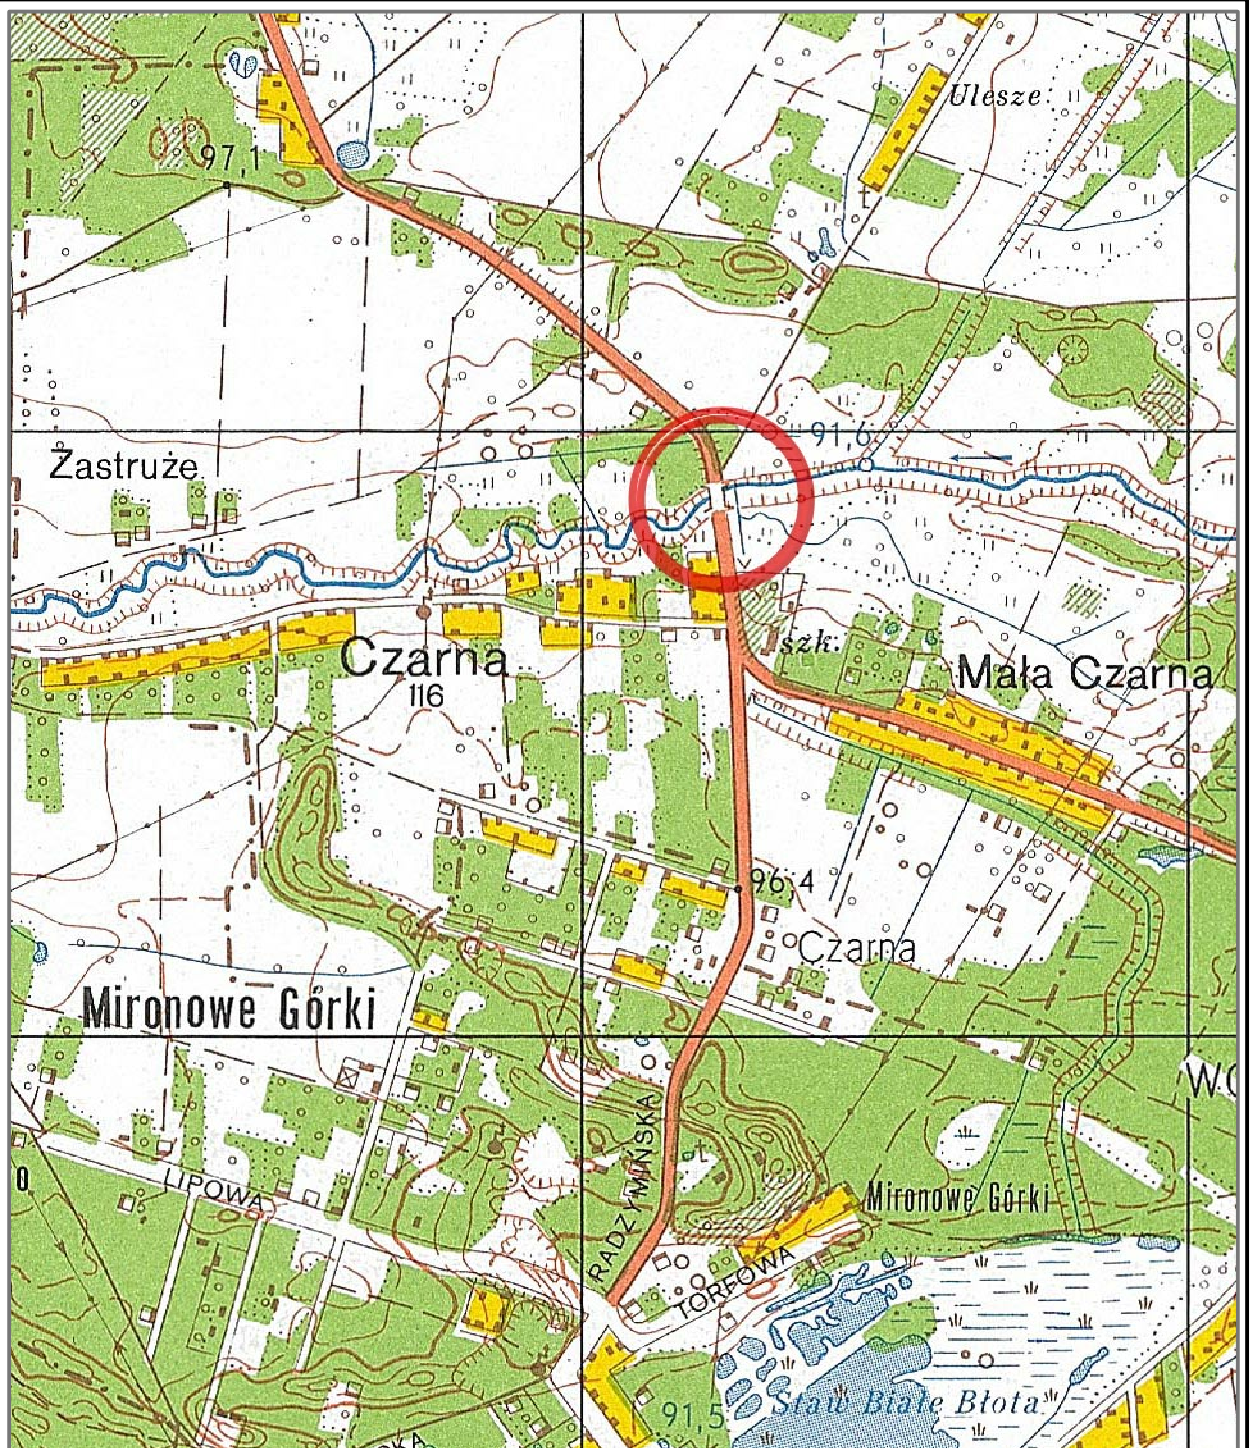 Ulesze
97,1
91,6
Zastruże
szk.
Czarna
116
Mała Czarna
96,4
Czarna
Mironowe Górki
RADZYMIŃSKA
LIPOWA
Mironowe Górki
TORFOWA
Staw Białe Błota
91,5